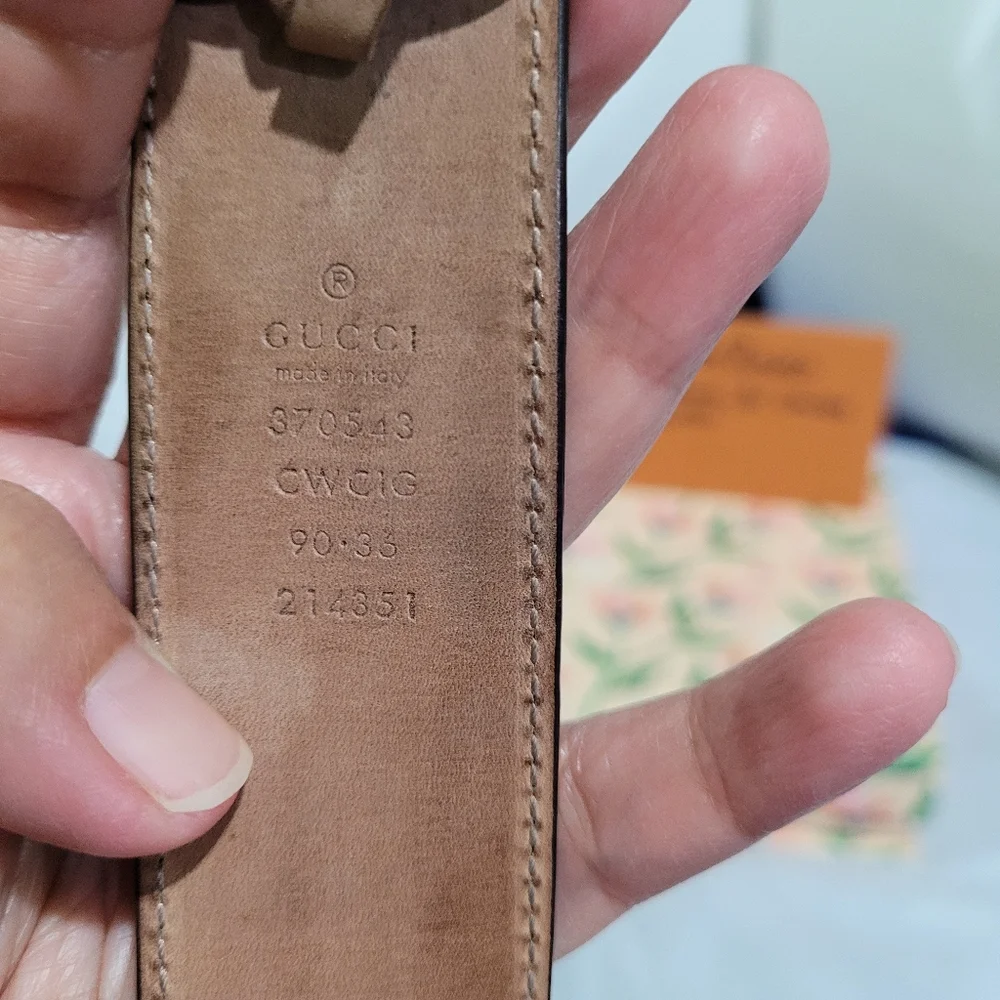 ®
GUCCI
made in italy
370543
CWC1G
90·36
214351